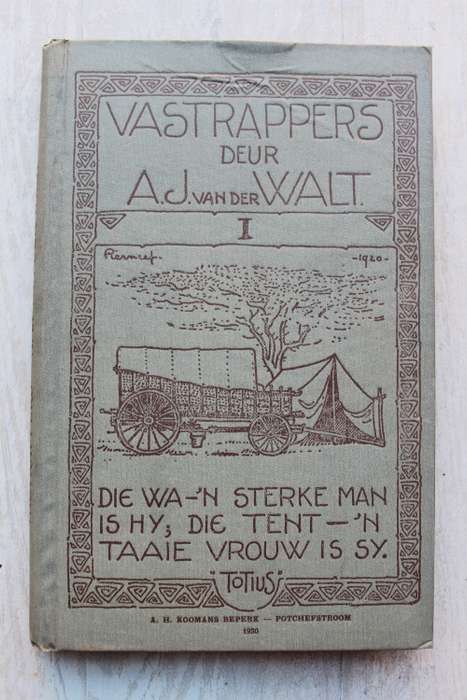 VASTRAPPERS
DEUR
A.J. VAN DER WALT.
I
Pierneef. -1920-
DIE WA-'N STERKE MAN
IS HY; DIE TENT-'N
TAAIE VROUW IS SY.
"TOTIUS"
A. H. KOOMANS BEPERK — POTCHEFSTROOM
1920